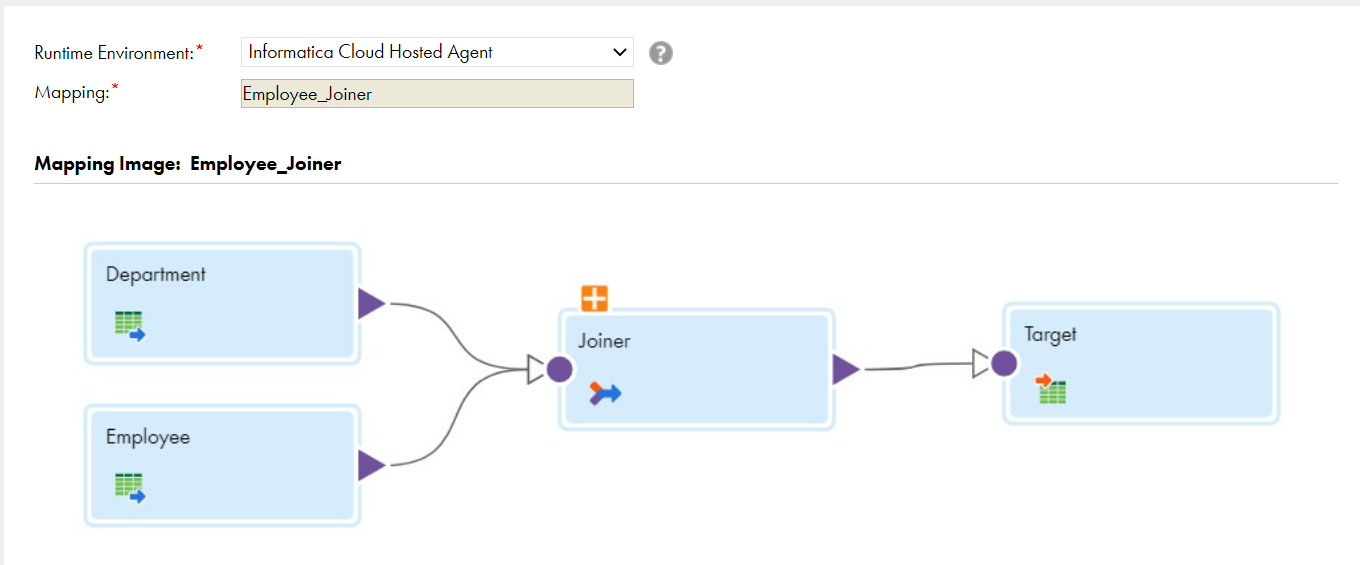 Runtime Environment:* Informatica Cloud Hosted Agent ?
Mapping:* Employee_Joiner
Mapping Image: Employee_Joiner
Department
Joiner
Target
Employee